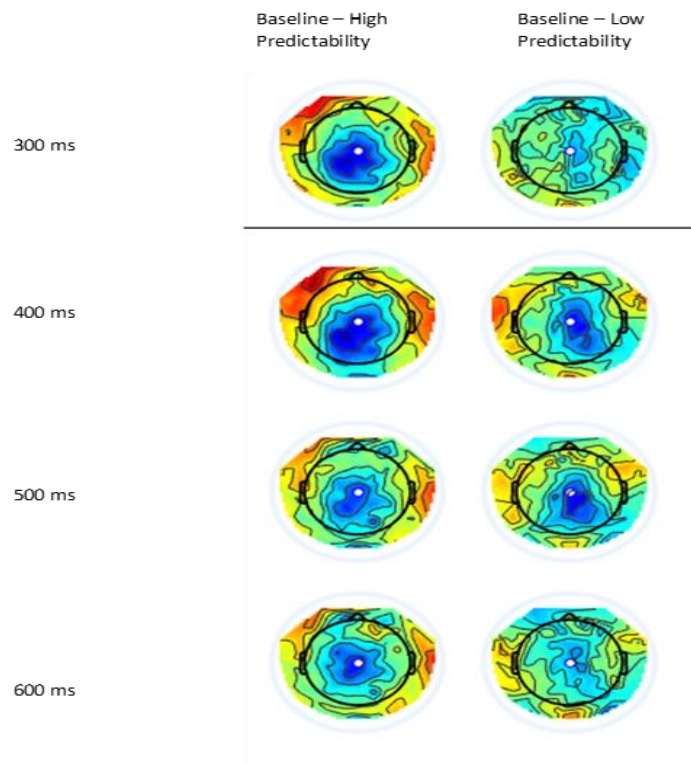 Baseline – High
Predictability
Baseline – Low
Predictability
300 ms
400 ms
500 ms
600 ms